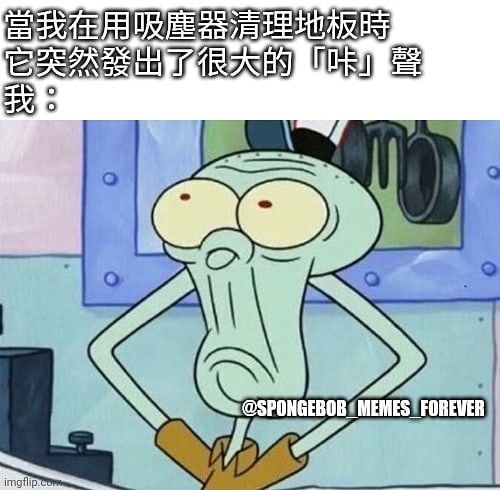 當我在用吸塵器清理地板時
它突然發出了很大的「咔」聲
我：
@SPONGEBOB_MEMES_FOREVER
imgflip.com